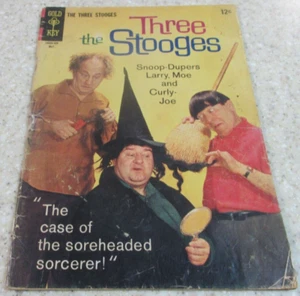 GOLD
KEY
THE THREE STOOGES
12¢
Three
the Stooges
Snoop-Dupers
Larry, Moe
and
Curly-
Joe
"The
case of
the soreheaded
sorcerer!"